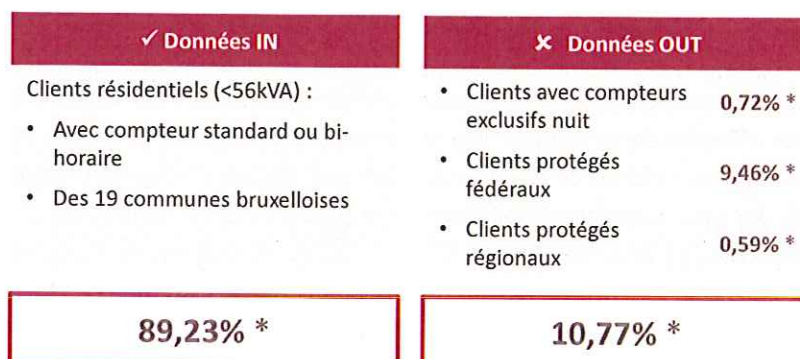 ✓ Données IN
Clients résidentiels (<56kVA) :
• Avec compteur standard ou bi-
horaire
• Des 19 communes bruxelloises
89,23% *
✗ Données OUT
• Clients avec compteurs
exclusifs nuit 0,72% *
• Clients protégés
fédéraux 9,46% *
• Clients protégés
régionaux 0,59% *
10,77% *